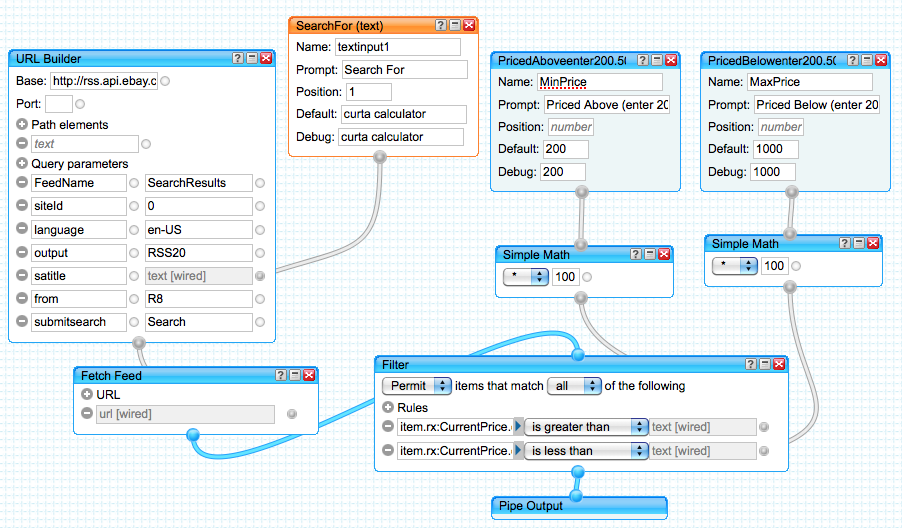 SearchFor (text)
Name: textinput1
Prompt: Search For
Position: 1
Default: curta calculator
Debug: curta calculator
URL Builder
Base: http://rss.api.ebay.c
Port:
Path elements
text
Query parameters
FeedName SearchResults
siteId 0
language en-US
output RSS20
satitle text [wired]
from R8
submitsearch Search
PricedAboveenter200.50
Name: MinPrice
Prompt: Priced Above (enter 20
Position: number
Default: 200
Debug: 200
PricedBelowenter200.50
Name: MaxPrice
Prompt: Priced Below (enter 20
Position: number
Default: 1000
Debug: 1000
Simple Math
* 100
Simple Math
* 100
Fetch Feed
URL
url [wired]
Filter
Permit items that match all of the following
Rules
item.rx:CurrentPrice. is greater than text [wired]
item.rx:CurrentPrice. is less than text [wired]
Pipe Output